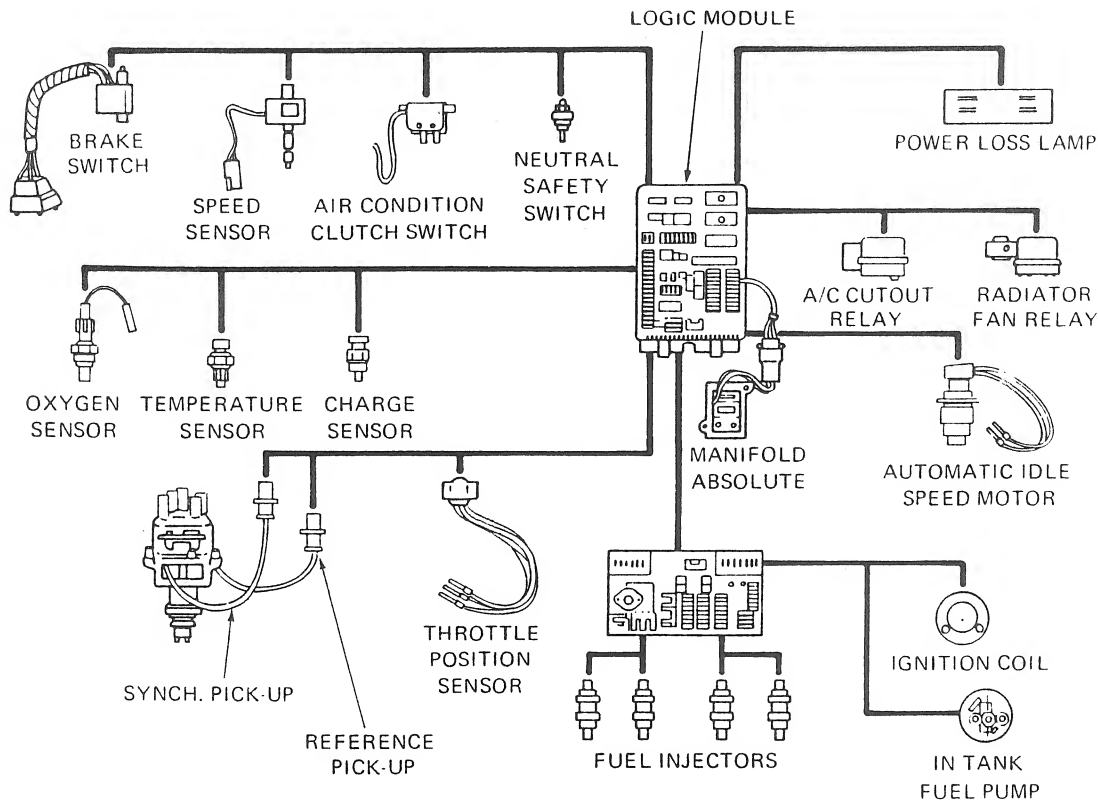 LOGIC MODULE
BRAKE
SWITCH
SPEED
SENSOR
AIR CONDITION
CLUTCH SWITCH
NEUTRAL
SAFETY
SWITCH
POWER LOSS LAMP
A/C CUTOUT
RELAY
RADIATOR
FAN RELAY
OXYGEN
SENSOR
TEMPERATURE
SENSOR
CHARGE
SENSOR
MANIFOLD
ABSOLUTE
AUTOMATIC IDLE
SPEED MOTOR
SYNCH. PICK-UP
REFERENCE
PICK-UP
THROTTLE
POSITION
SENSOR
FUEL INJECTORS
IGNITION COIL
IN TANK
FUEL PUMP